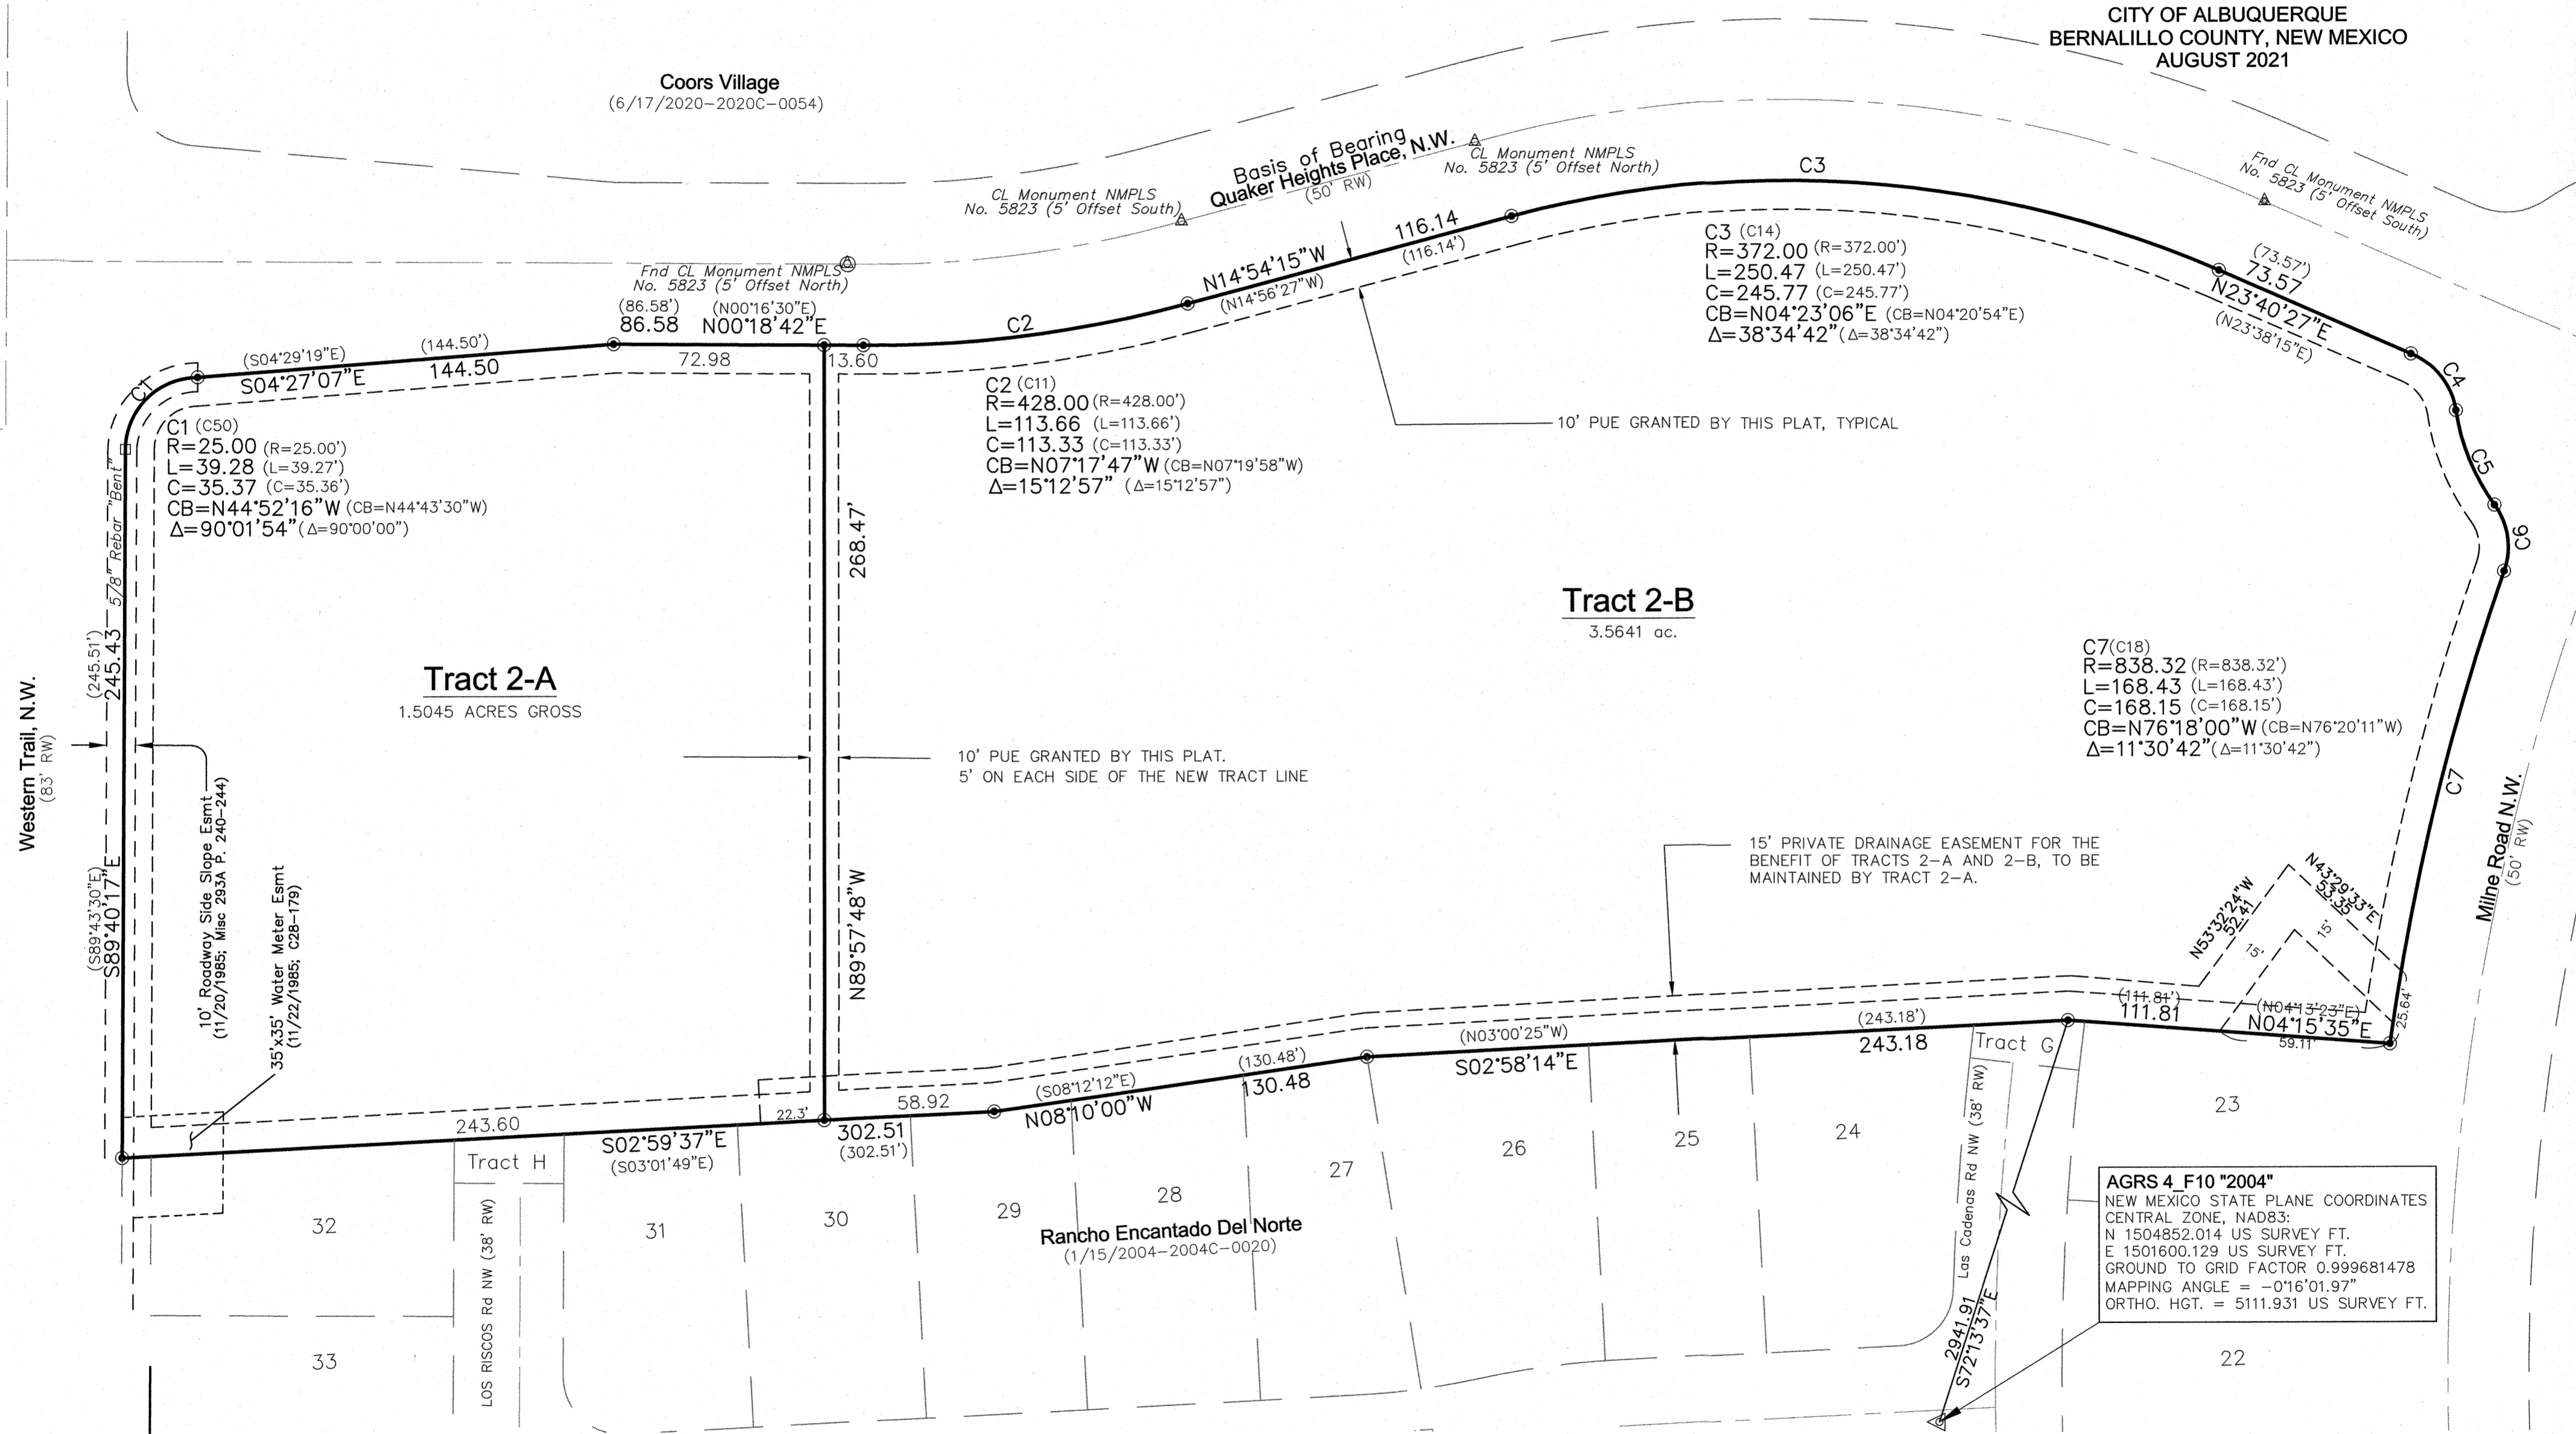 CITY OF ALBUQUERQUE
BERNALILLO COUNTY, NEW MEXICO
AUGUST 2021
Coors Village
(6/17/2020-2020C-0054)
Basis of Bearing
Quaker Heights Place, N.W.
(50' RW)
CL Monument NMPLS
No. 5823 (5' Offset South)
CL Monument NMPLS
No. 5823 (5' Offset North)
Fnd CL Monument NMPLS
No. 5823 (5' Offset South)
Fnd CL Monument NMPLS
No. 5823 (5' Offset North)
(86.58')
(N00°16'30"E)
86.58
N00°18'42"E
72.98
13.60
(S04°29'19"E)
(144.50')
S04°27'07"E
144.50
C1
C2
N14°54'15"W
116.14
(N14°56'27"W)
(116.14')
C3
(73.57')
73.57
N23°40'27"E
(N23°38'15"E)
C4
C5
C6
C7
C1 (C50)
R=25.00 (R=25.00')
L=39.28 (L=39.27')
C=35.37 (C=35.36')
CB=N44°52'16"W (CB=N44°43'30"W)
Δ=90°01'54" (Δ=90°00'00")
C2 (C11)
R=428.00 (R=428.00')
L=113.66 (L=113.66')
C=113.33 (C=113.33')
CB=N07°17'47"W (CB=N07°19'58"W)
Δ=15°12'57" (Δ=15°12'57")
C3 (C14)
R=372.00 (R=372.00')
L=250.47 (L=250.47')
C=245.77 (C=245.77')
CB=N04°23'06"E (CB=N04°20'54"E)
Δ=38°34'42" (Δ=38°34'42")
10' PUE GRANTED BY THIS PLAT, TYPICAL
C7(C18)
R=838.32 (R=838.32')
L=168.43 (L=168.43')
C=168.15 (C=168.15')
CB=N76°18'00"W (CB=N76°20'11"W)
Δ=11°30'42" (Δ=11°30'42")
Tract 2-A
1.5045 ACRES GROSS
Tract 2-B
3.5641 ac.
268.47'
N89°57'48"W
10' PUE GRANTED BY THIS PLAT.
5' ON EACH SIDE OF THE NEW TRACT LINE
15' PRIVATE DRAINAGE EASEMENT FOR THE
BENEFIT OF TRACTS 2-A AND 2-B, TO BE
MAINTAINED BY TRACT 2-A.
Western Trail, N.W.
(83' RW)
5/8" Rebar "Bent"
(245.51')
245.43
(S89°43'30"E)
S89°40'17"E
10' Roadway Side Slope Esmt
(11/20/1985; Misc 293A P. 240-244)
35'x35' Water Meter Esmt
(11/22/1985; C28-179)
Milne Road N.W.
(50' RW)
N53°32'24"W
52.41
N43°29'33"E
53.35
15'
15'
25.64'
(111.81')
111.81
(N04°13'23"E)
N04°15'35"E
59.11'
(243.18')
243.18
(N03°00'25"W)
S02°58'14"E
(130.48')
130.48
(S08°12'12"E)
N08°10'00"W
58.92
22.3'
302.51
(302.51')
243.60
S02°59'37"E
(S03°01'49"E)
Tract H
Tract G
32
33
31
30
29
28
27
26
25
24
23
22
Rancho Encantado Del Norte
(1/15/2004-2004C-0020)
LOS RISCOS Rd NW (38' RW)
Las Cadenas Rd NW (38' RW)
2941.91
S72°13'37"E
AGRS 4_F10 "2004"
NEW MEXICO STATE PLANE COORDINATES
CENTRAL ZONE, NAD83:
N 1504852.014 US SURVEY FT.
E 1501600.129 US SURVEY FT.
GROUND TO GRID FACTOR 0.999681478
MAPPING ANGLE = -0°16'01.97"
ORTHO. HGT. = 5111.931 US SURVEY FT.